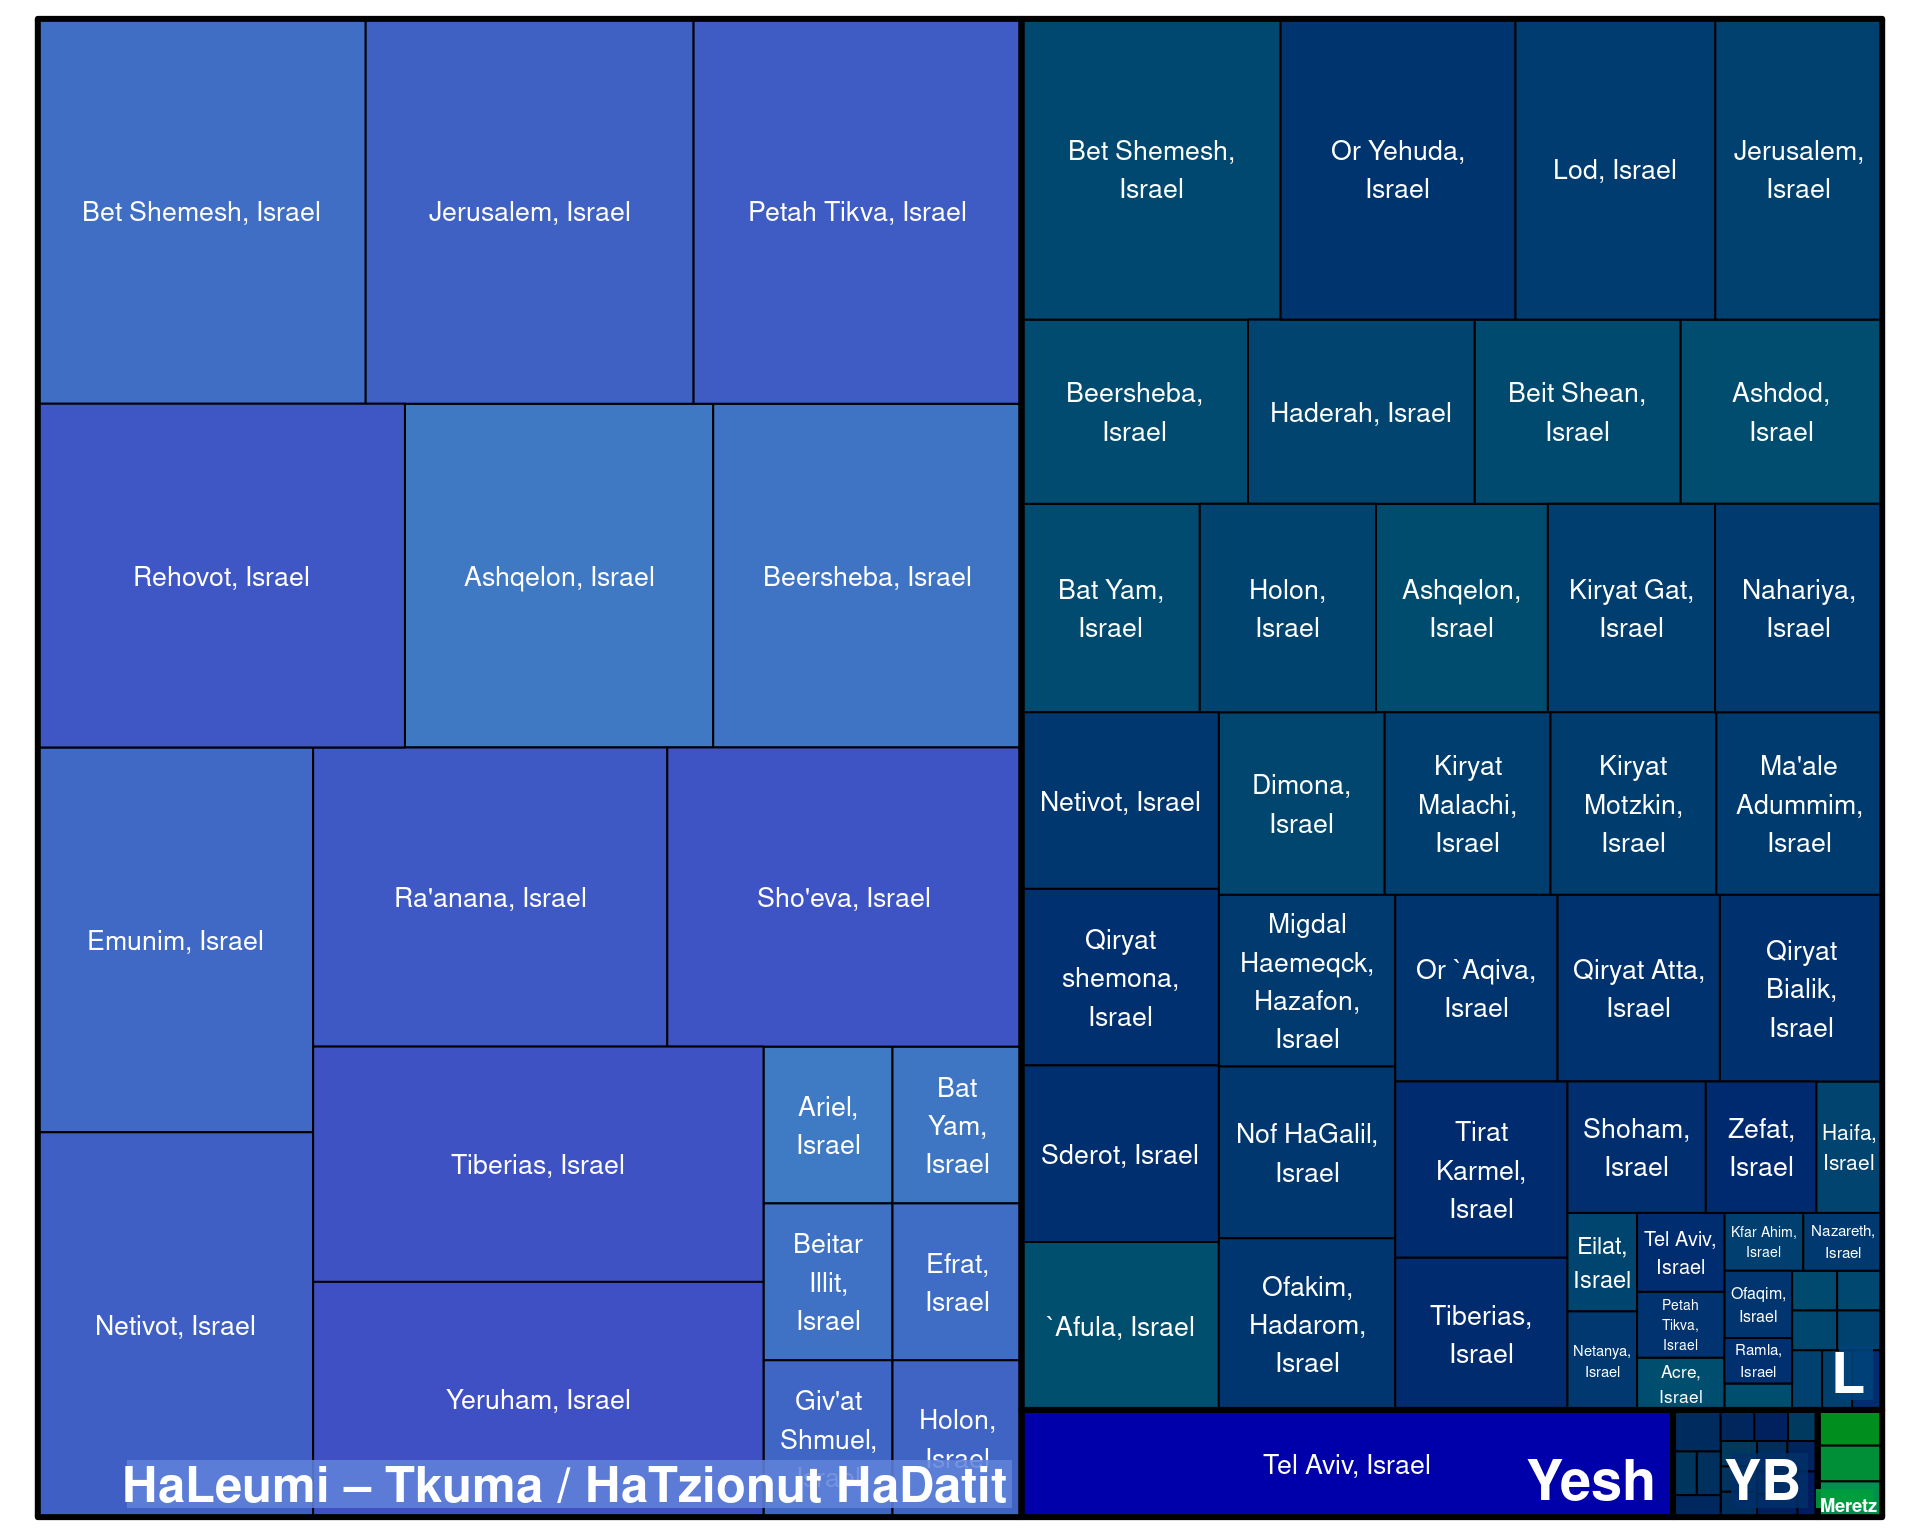 Bet Shemesh, Israel
Jerusalem, Israel
Petah Tikva, Israel
Rehovot, Israel
Ashqelon, Israel
Beersheba, Israel
Emunim, Israel
Ra'anana, Israel
Sho'eva, Israel
Netivot, Israel
Tiberias, Israel
Yeruham, Israel
Ariel,
Israel
Bat
Yam,
Israel
Beitar
Illit,
Israel
Efrat,
Israel
Giv'at
Shmuel,
Israel
Holon,
Israel
HaLeumi – Tkuma / HaTzionut HaDatit
Bet Shemesh,
Israel
Or Yehuda,
Israel
Lod, Israel
Jerusalem,
Israel
Beersheba,
Israel
Haderah, Israel
Beit Shean,
Israel
Ashdod,
Israel
Bat Yam,
Israel
Holon,
Israel
Ashqelon,
Israel
Kiryat Gat,
Israel
Nahariya,
Israel
Netivot, Israel
Dimona,
Israel
Kiryat
Malachi,
Israel
Kiryat
Motzkin,
Israel
Ma'ale
Adummim,
Israel
Qiryat
shemona,
Israel
Migdal
Haemeqck,
Hazafon,
Israel
Or `Aqiva,
Israel
Qiryat Atta,
Israel
Qiryat
Bialik,
Israel
Sderot, Israel
Nof HaGalil,
Israel
Tirat
Karmel,
Israel
Shoham,
Israel
Zefat,
Israel
Haifa,
Israel
`Afula, Israel
Ofakim,
Hadarom,
Israel
Tiberias,
Israel
Eilat,
Israel
Tel Aviv,
Israel
Kfar Ahim,
Israel
Nazareth,
Israel
Netanya,
Israel
Petah
Tikva,
Israel
Ofaqim,
Israel
Ramla,
Israel
Acre,
Israel
L
Tel Aviv, Israel
Yesh
YB
Meretz